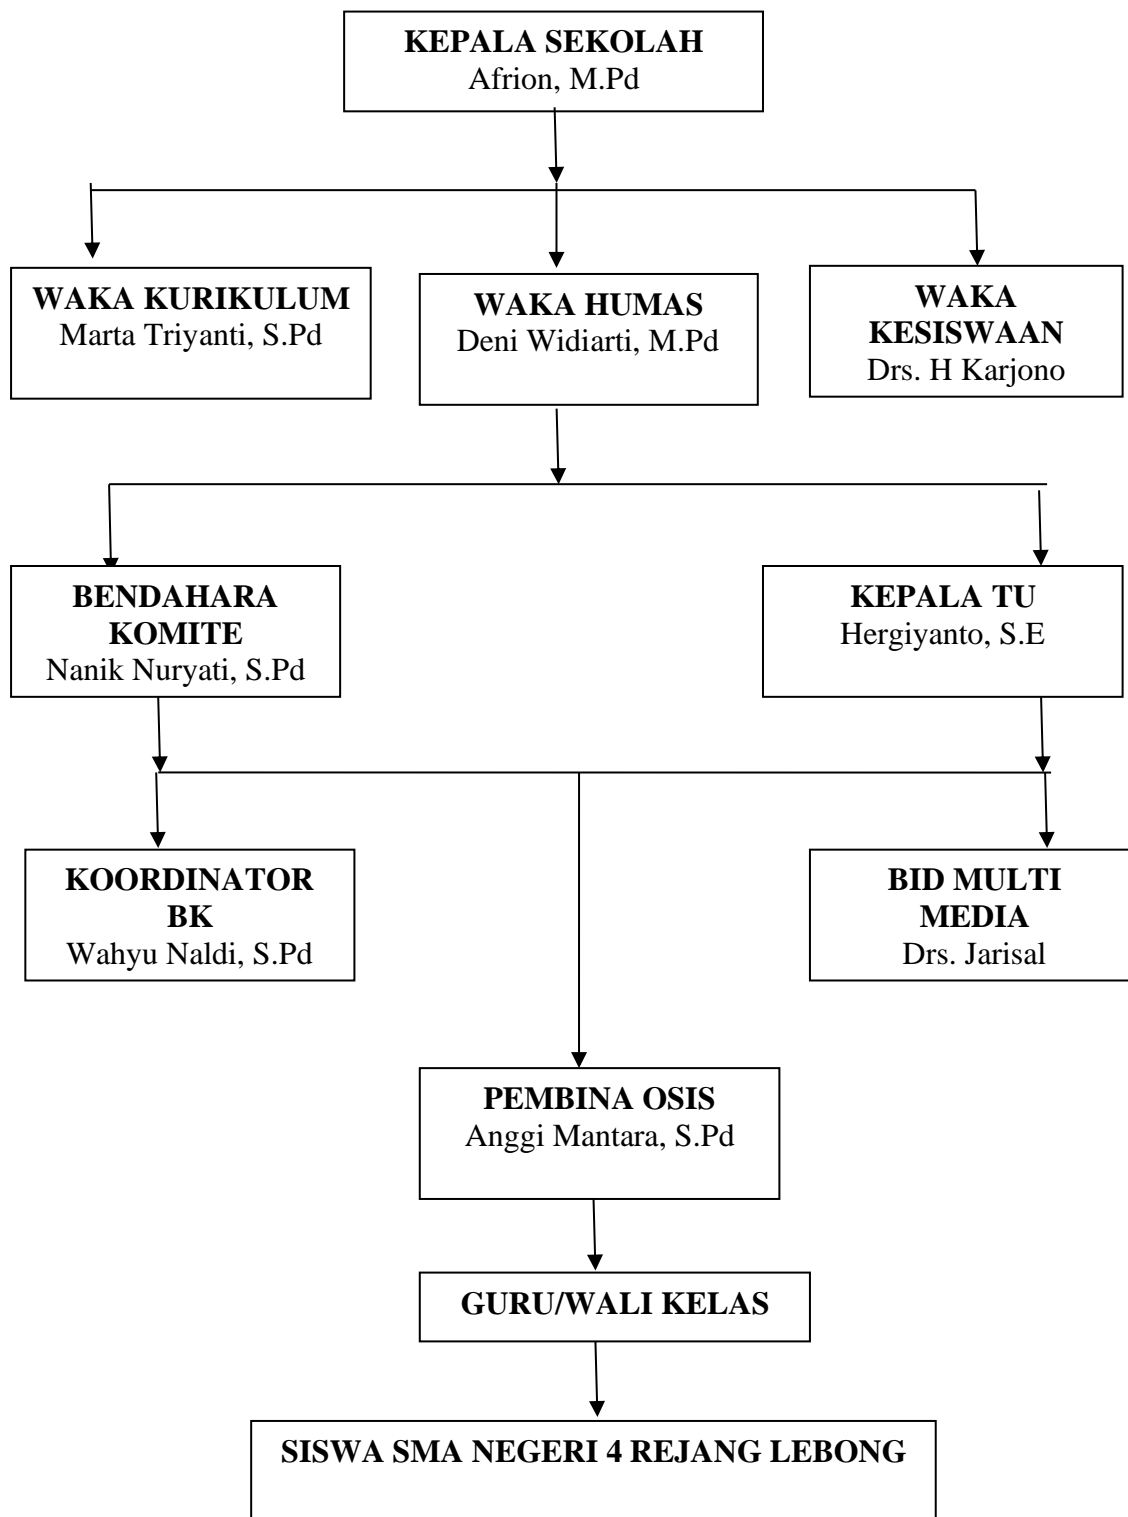 KEPALA SEKOLAH
Afrion, M.Pd
WAKA KURIKULUM
Marta Triyanti, S.Pd
WAKA HUMAS
Deni Widiarti, M.Pd
WAKA
KESISWAAN
Drs. H Karjono
BENDAHARA
KOMITE
Nanik Nuryati, S.Pd
KEPALA TU
Hergiyanto, S.E
KOORDINATOR
BK
Wahyu Naldi, S.Pd
BID MULTI
MEDIA
Drs. Jarisal
PEMBINA OSIS
Anggi Mantara, S.Pd
GURU/WALI KELAS
SISWA SMA NEGERI 4 REJANG LEBONG